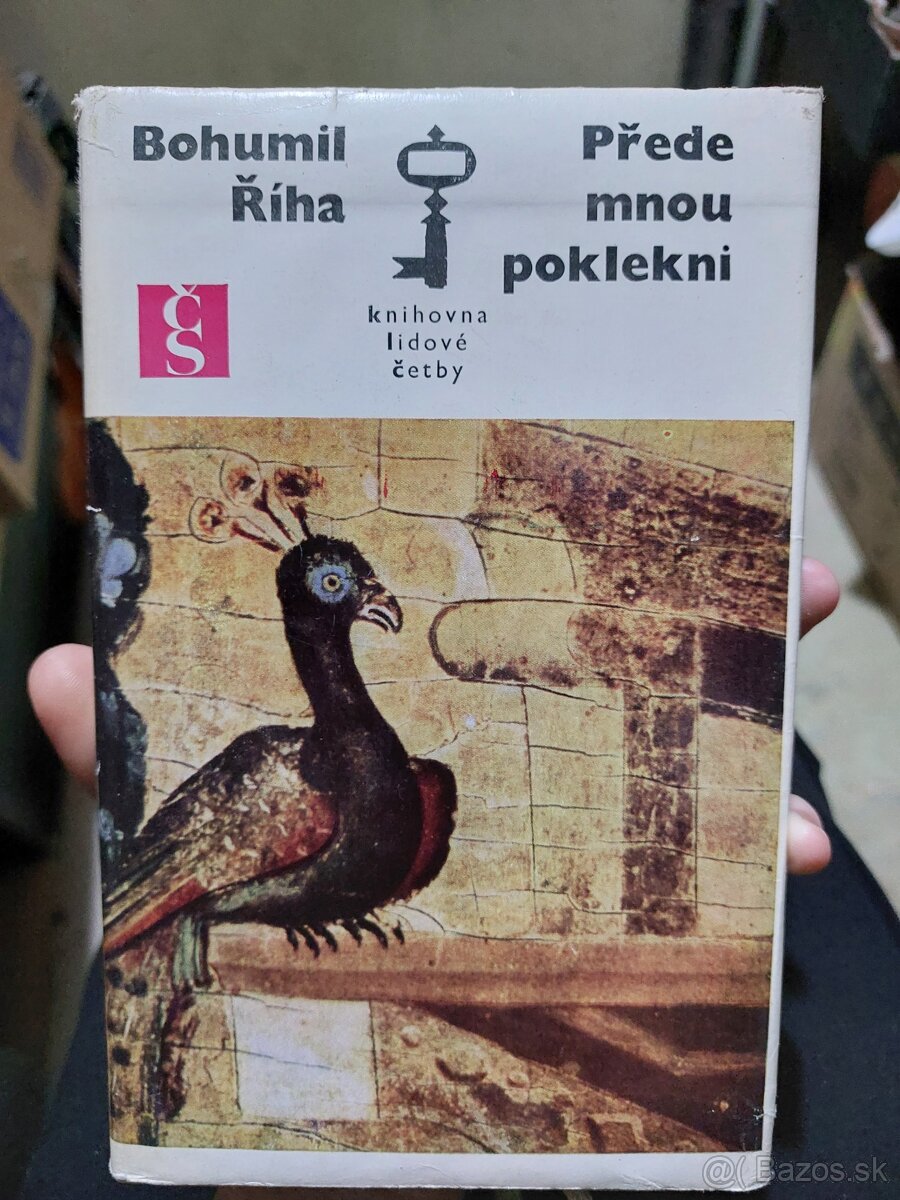 Bohumil
Říha
Přede
mnou
poklekni
ČS
knihovna
lidové
četby
@( Bazos.sk